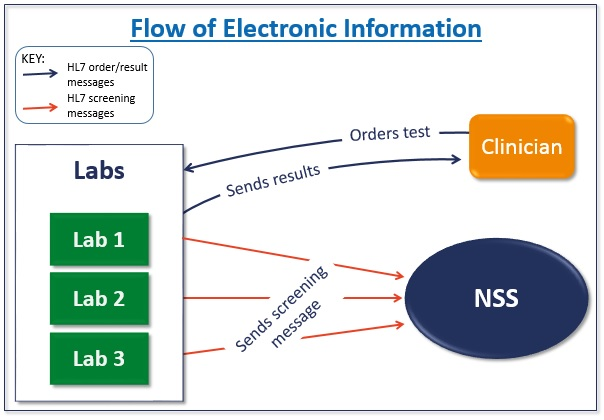 Flow of Electronic Information
KEY:
HL7 order/result
messages
HL7 screening
messages
Orders test
Clinician
Labs
Sends results
Lab 1
Lab 2
Lab 3
Sends screening
message
NSS